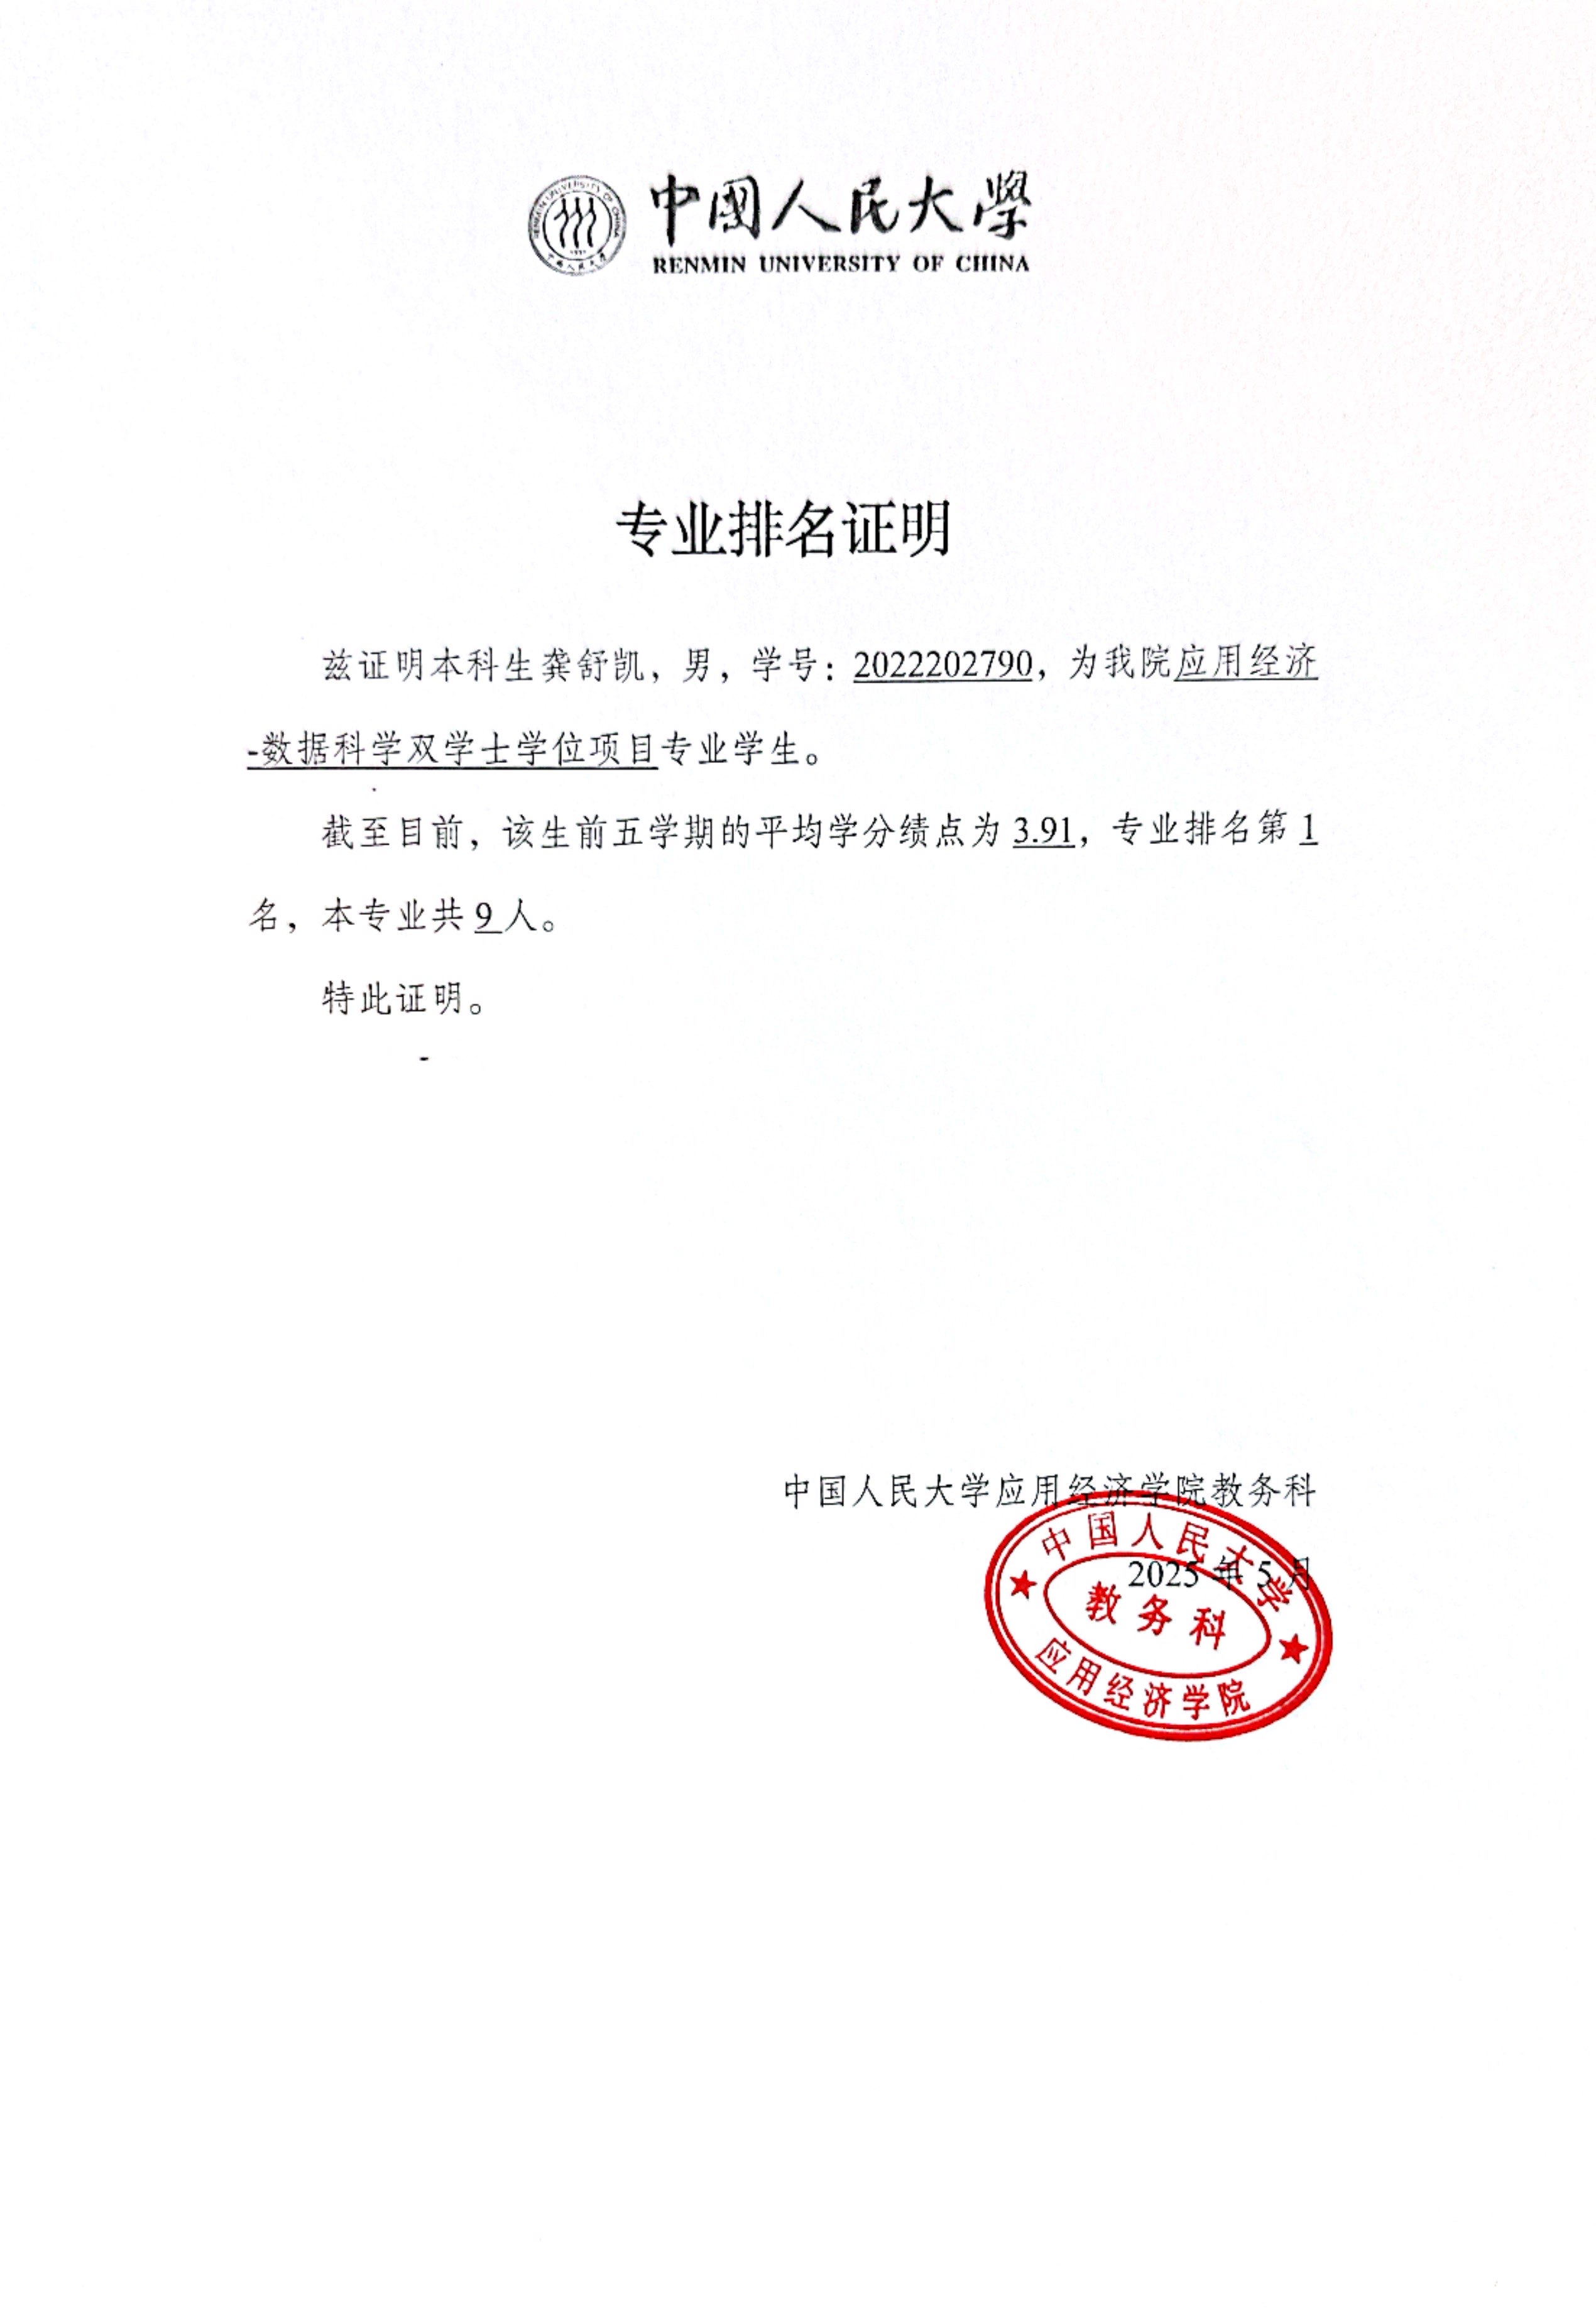 中國人民大學
RENMIN UNIVERSITY OF CHINA
专业排名证明
兹证明本科生龚舒凯，男，学号：2022202790，为我院应用经济
-数据科学双学士学位项目专业学生。
截至目前，该生前五学期的平均学分绩点为 3.91，专业排名第 1
名，本专业共 9 人。
特此证明。
中国人民大学应用经济学院教务科
2025 年 5 月
中国人民大学
教务科
应用经济学院